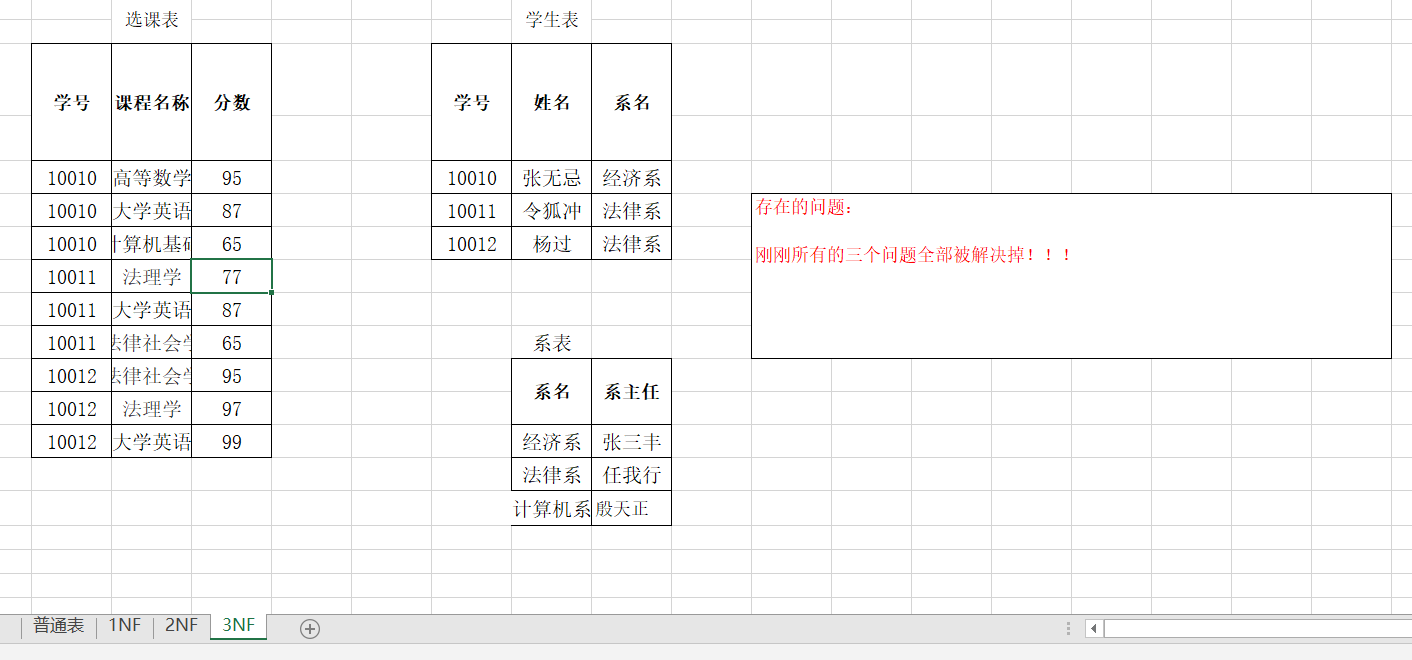 选课表
学号 课程名称 分数
10010 高等数学 95
10010 大学英语 87
10010 计算机基础 65
10011 法理学 77
10011 大学英语 87
10011 法律社会学 65
10012 法律社会学 95
10012 法理学 97
10012 大学英语 99
学生表
学号 姓名 系名
10010 张无忌 经济系
10011 令狐冲 法律系
10012 杨过 法律系
系表
系名 系主任
经济系 张三丰
法律系 任我行
计算机系 殷天正
存在的问题:
刚刚所有的三个问题全部被解决掉!!!
普通表 1NF 2NF 3NF